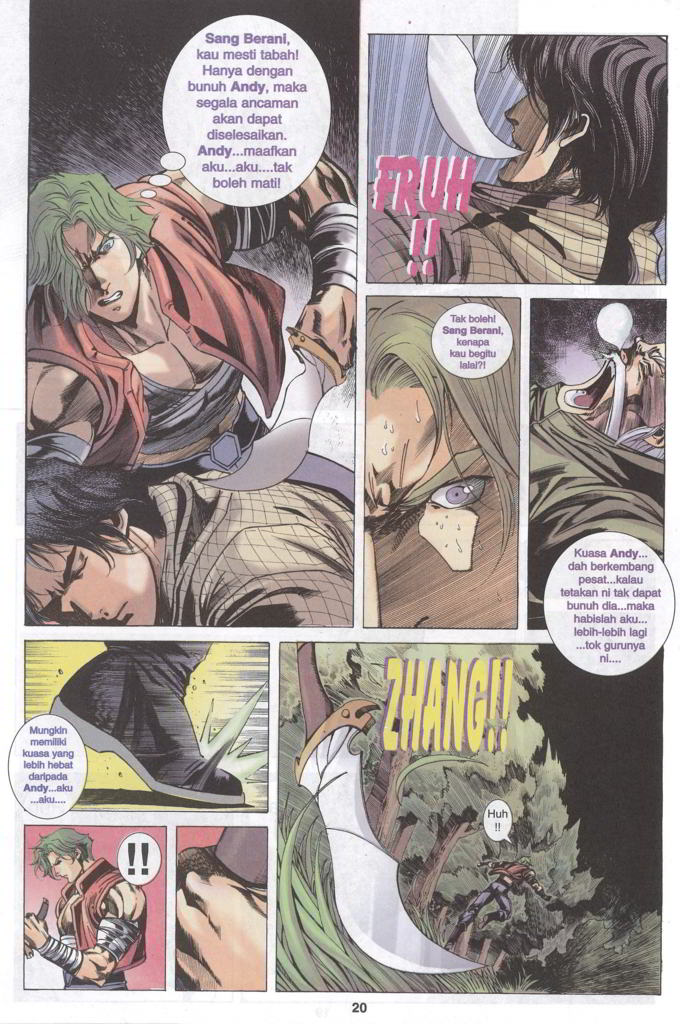 Sang Berani,
kau mesti tabah!
Hanya dengan
bunuh Andy, maka
segala ancaman
akan dapat
diselesaikan.
Andy...maafkan
aku...aku....tak
boleh mati!
FRUH
!!
Tak boleh!
Sang Berani,
kenapa
kau begitu
lalai?!
Kuasa Andy...
dah berkembang
pesat...kalau
tetakan ni tak dapat
bunuh dia...maka
habislah aku...
lebih-lebih lagi
...tok gurunya
ni....
Mungkin
memiliki
kuasa yang
lebih hebat
daripada
Andy...aku
...aku....
ZHANG!!
Huh
!!
!!
20